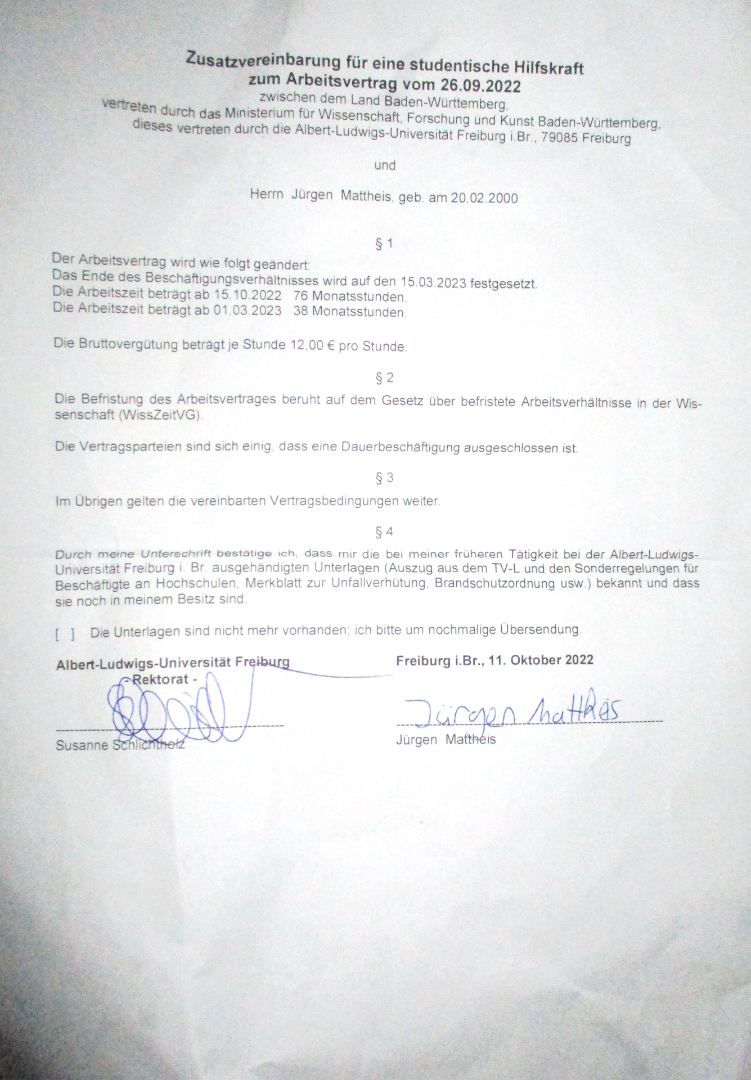 Zusatzvereinbarung für eine studentische Hilfskraft
zum Arbeitsvertrag vom 26.09.2022
zwischen dem Land Baden-Württemberg,
vertreten durch das Ministerium für Wissenschaft, Forschung und Kunst Baden-Württemberg,
dieses vertreten durch die Albert-Ludwigs-Universität Freiburg i.Br., 79085 Freiburg
und
Herrn Jürgen Mattheis, geb. am 20.02.2000
§ 1
Der Arbeitsvertrag wird wie folgt geändert:
Das Ende des Beschäftigungsverhältnisses wird auf den 15.03.2023 festgesetzt.
Die Arbeitszeit beträgt ab 15.10.2022 76 Monatsstunden.
Die Arbeitszeit beträgt ab 01.03.2023 38 Monatsstunden.
Die Bruttovergütung beträgt je Stunde 12,00 € pro Stunde.
§ 2
Die Befristung des Arbeitsvertrages beruht auf dem Gesetz über befristete Arbeitsverhältnisse in der Wis-
senschaft (WissZeitVG).
Die Vertragsparteien sind sich einig, dass eine Dauerbeschäftigung ausgeschlossen ist.
§ 3
Im Übrigen gelten die vereinbarten Vertragsbedingungen weiter.
§ 4
Durch meine Unterschrift bestätige ich, dass mir die bei meiner früheren Tätigkeit bei der Albert-Ludwigs-
Universität Freiburg i. Br. ausgehändigten Unterlagen (Auszug aus dem TV-L und den Sonderregelungen für
Beschäftigte an Hochschulen, Merkblatt zur Unfallverhütung, Brandschutzordnung usw.) bekannt und dass
sie noch in meinem Besitz sind.
[ ] Die Unterlagen sind nicht mehr vorhanden; ich bitte um nochmalige Übersendung.
Albert-Ludwigs-Universität Freiburg
- Rektorat -
Susanne Schlichtholz
Freiburg i.Br., 11. Oktober 2022
Jürgen Mattheis
Jürgen Mattheis